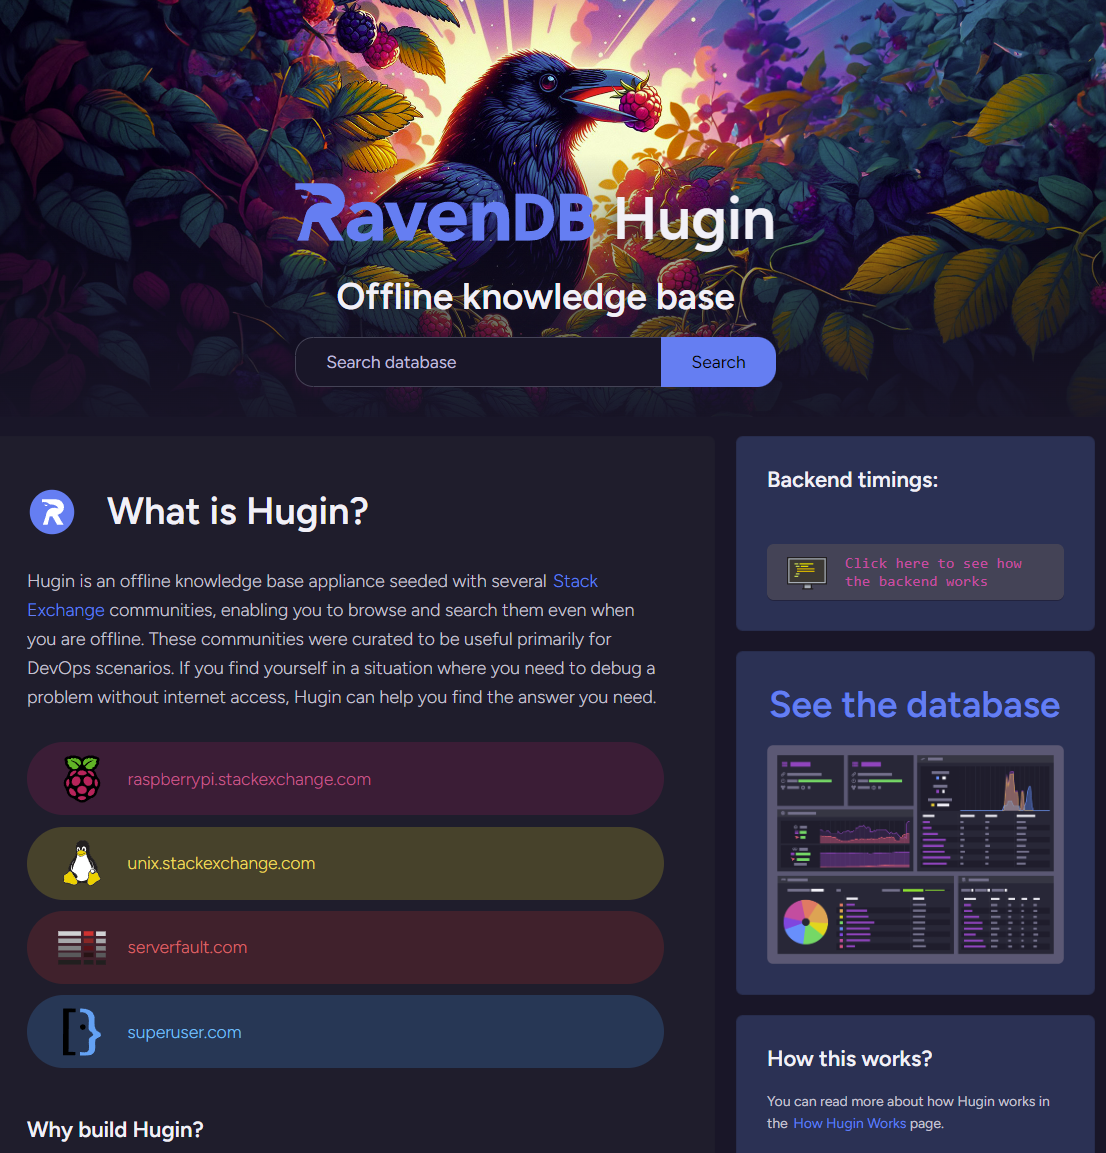 RavenDB Hugin
Offline knowledge base
Search database
Search
What is Hugin?
Hugin is an offline knowledge base appliance seeded with several Stack
Exchange communities, enabling you to browse and search them even when
you are offline. These communities were curated to be useful primarily for
DevOps scenarios. If you find yourself in a situation where you need to debug a
problem without internet access, Hugin can help you find the answer you need.
raspberrypi.stackexchange.com
unix.stackexchange.com
serverfault.com
superuser.com
Why build Hugin?
Backend timings:
Click here to see how
the backend works
See the database
How this works?
You can read more about how Hugin works in
the How Hugin Works page.